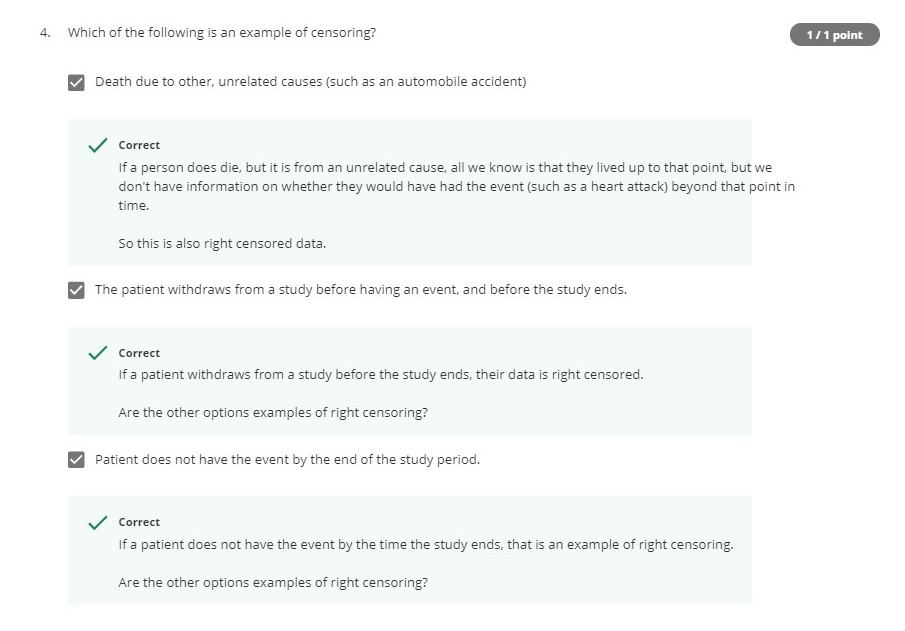 4. Which of the following is an example of censoring?
1 / 1 point
Death due to other, unrelated causes (such as an automobile accident)
Correct
If a person does die, but it is from an unrelated cause, all we know is that they lived up to that point, but we
don't have information on whether they would have had the event (such as a heart attack) beyond that point in
time.
So this is also right censored data.
The patient withdraws from a study before having an event, and before the study ends.
Correct
If a patient withdraws from a study before the study ends, their data is right censored.
Are the other options examples of right censoring?
Patient does not have the event by the end of the study period.
Correct
If a patient does not have the event by the time the study ends, that is an example of right censoring.
Are the other options examples of right censoring?